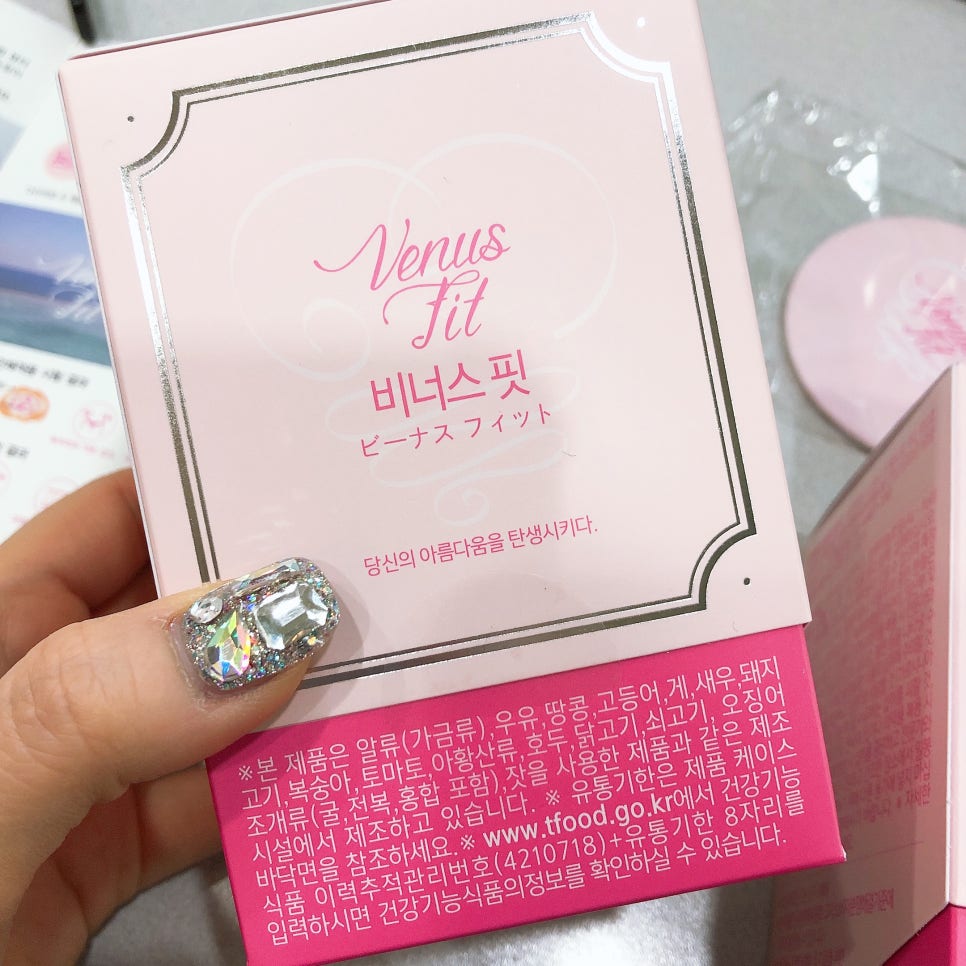 Venus
Fit
비너스 핏
ビーナス フィット
당신의 아름다움을 탄생시키다.
※본 제품은 알류(가금류),우유,땅콩,고등어,게,새우,돼지
고기,복숭아,토마토,아황산류,호두,닭고기,쇠고기, 오징어
조개류(굴,전복,홍합 포함),잣을 사용한 제품과 같은 제조
시설에서 제조하고 있습니다. ※ 유통기한은 제품 케이스
바닥면을 참조하세요.※ www.tfood.go.kr에서 건강기능
식품 이력추적관리번호(4210718)+유통기한 8자리를
입력하시면 건강기능식품의정보를 확인하실 수 있습니다.